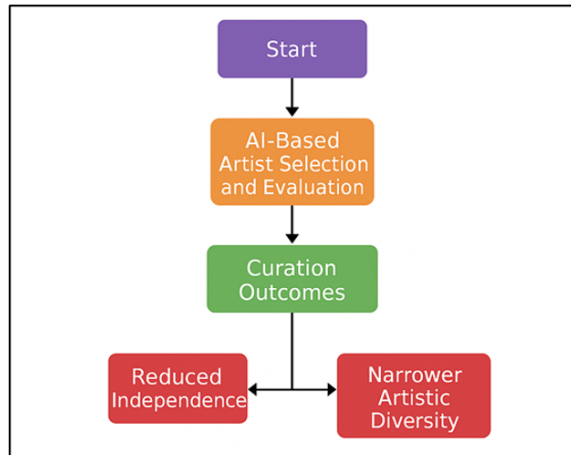 Start
AI-Based
Artist Selection
and Evaluation
Curation
Outcomes
Reduced
Independence
Narrower
Artistic
Diversity